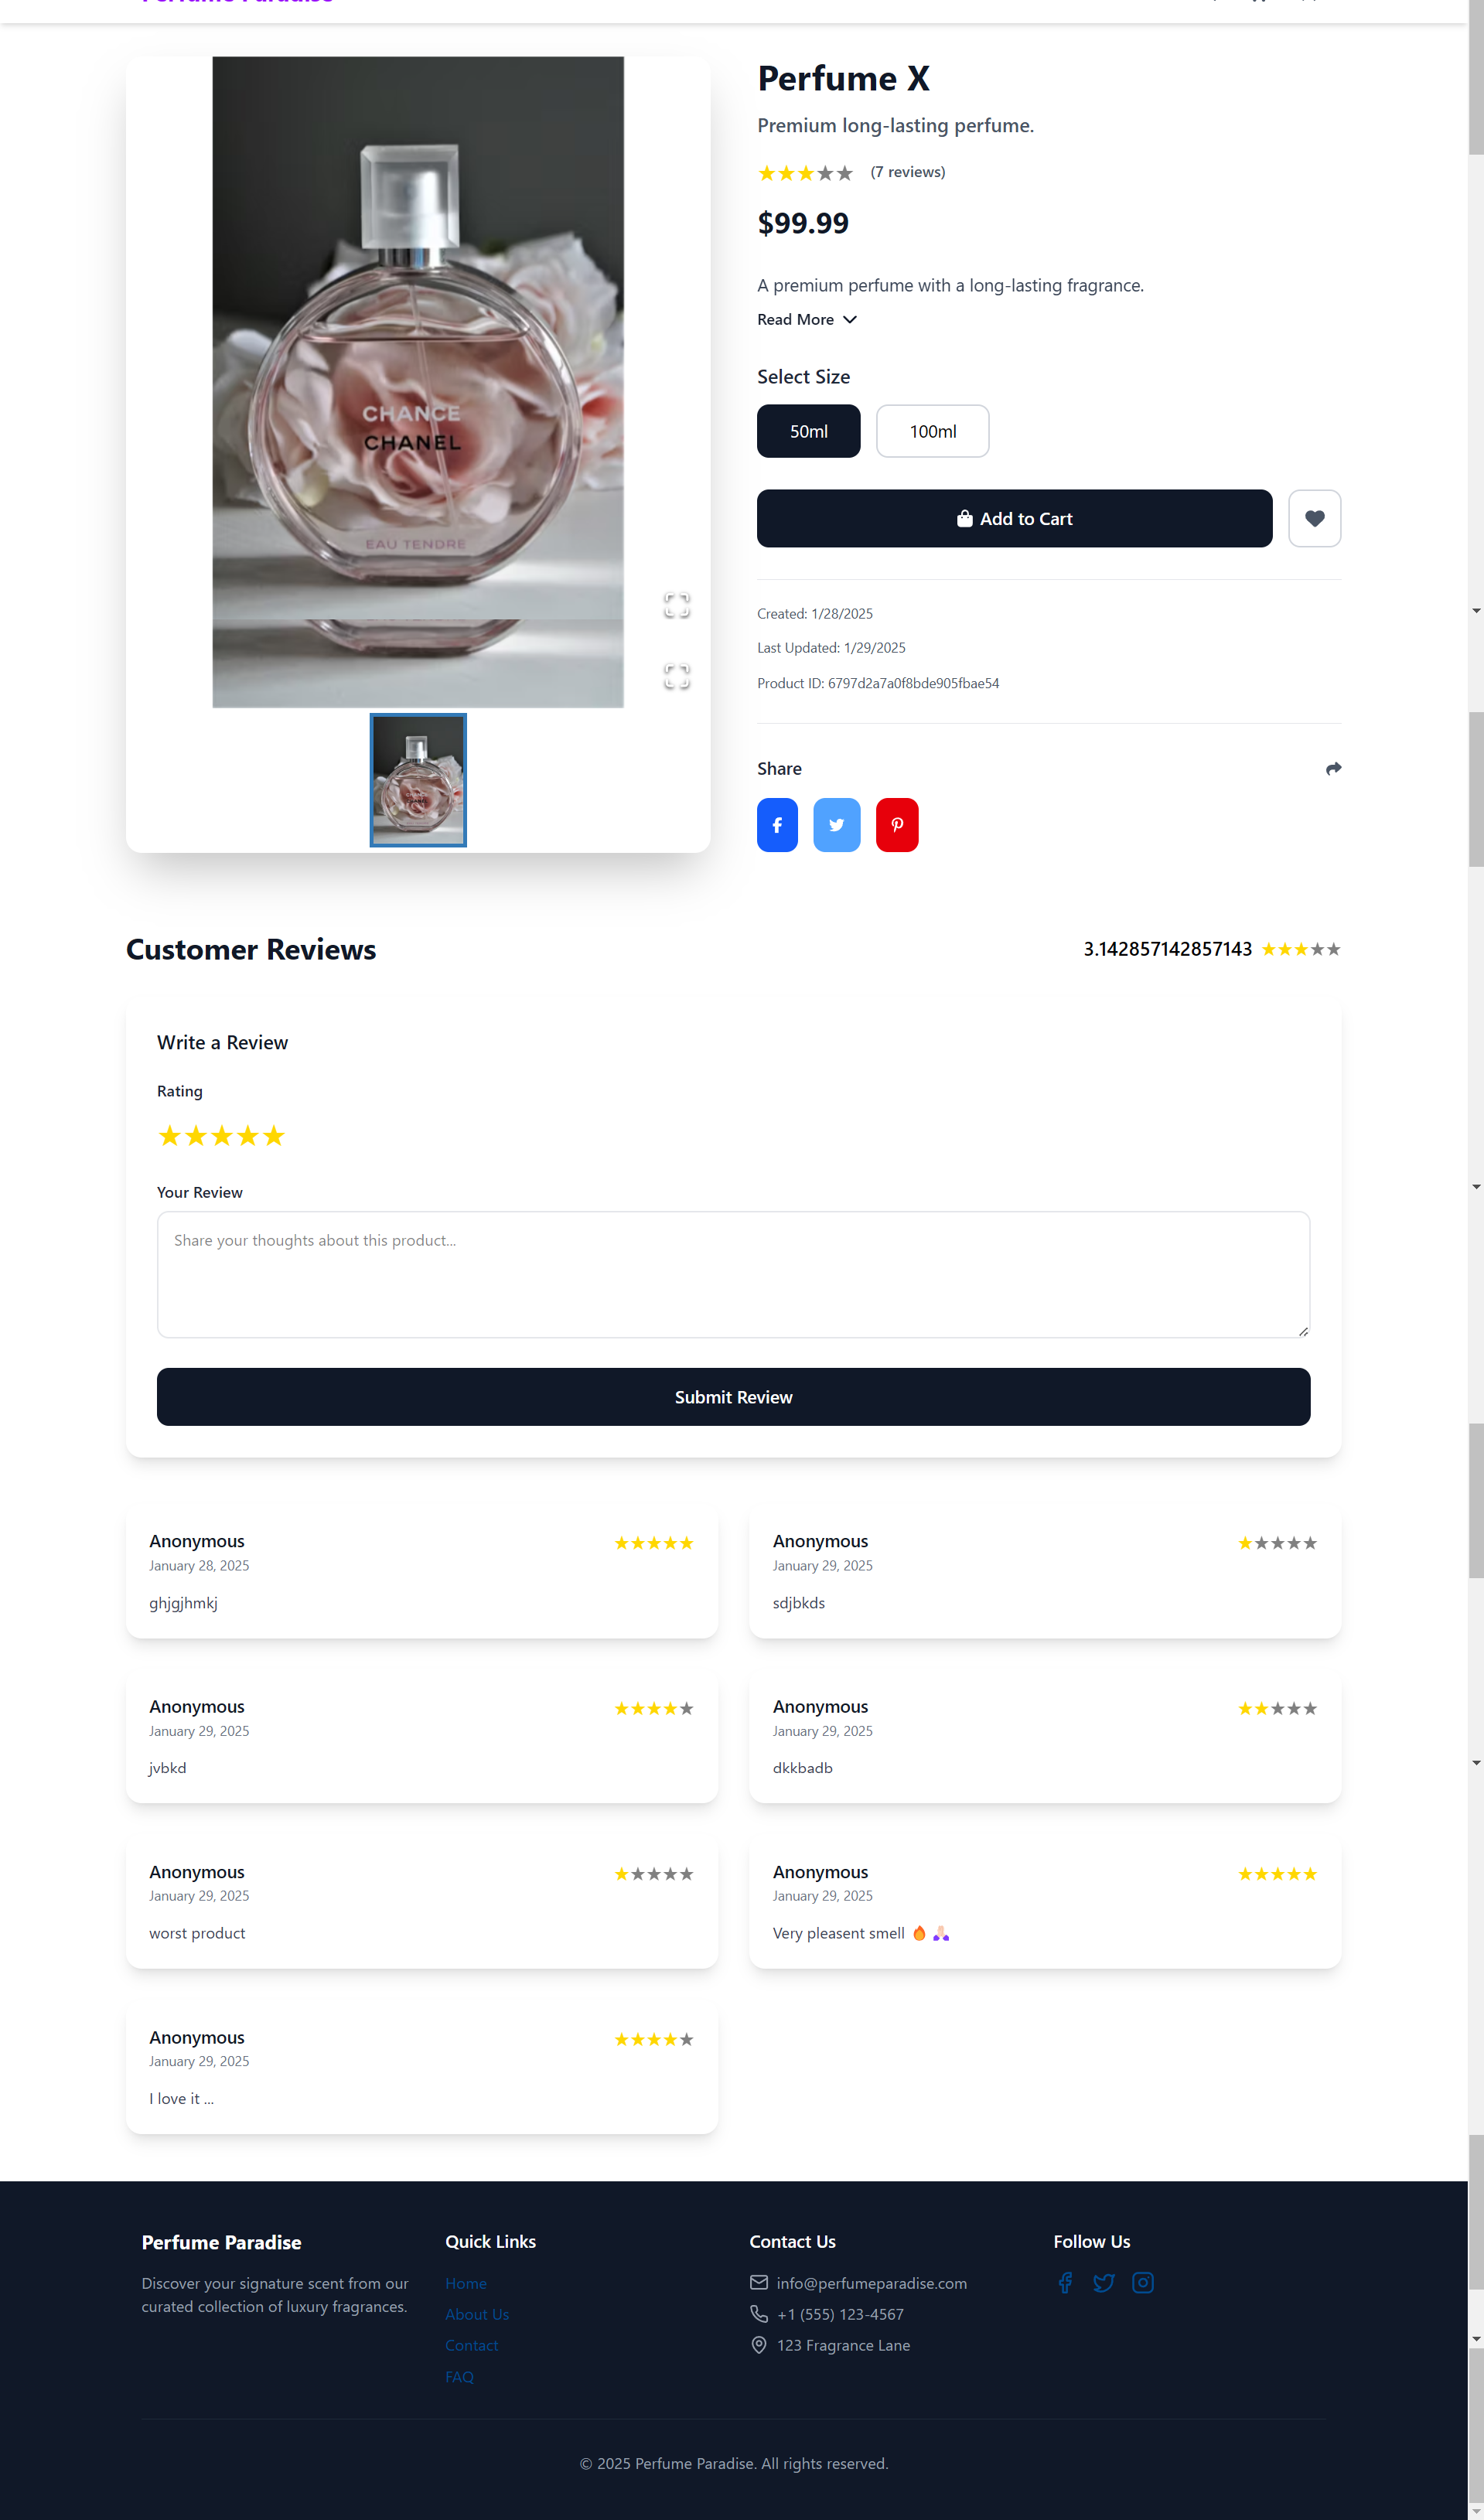 Perfume Paradise
Perfume X
Premium long-lasting perfume.
(7 reviews)
$99.99
A premium perfume with a long-lasting fragrance.
Read More
Select Size
50ml
100ml
Add to Cart
CHANCE
CHANEL
EAU TENDRE
Created: 1/28/2025
Last Updated: 1/29/2025
Product ID: 6797d2a7a0f8bde905fbae54
Share
Customer Reviews
3.142857142857143
Write a Review
Rating
Your Review
Share your thoughts about this product...
Submit Review
Anonymous
January 28, 2025
ghjgjhmkj
Anonymous
January 29, 2025
sdjbkds
Anonymous
January 29, 2025
jvbkd
Anonymous
January 29, 2025
dkkbadb
Anonymous
January 29, 2025
worst product
Anonymous
January 29, 2025
Very pleasent smell 🔥 🙏🏻
Anonymous
January 29, 2025
I love it ...
Perfume Paradise
Discover your signature scent from our
curated collection of luxury fragrances.
Quick Links
Home
About Us
Contact
FAQ
Contact Us
info@perfumeparadise.com
+1 (555) 123-4567
123 Fragrance Lane
Follow Us
© 2025 Perfume Paradise. All rights reserved.